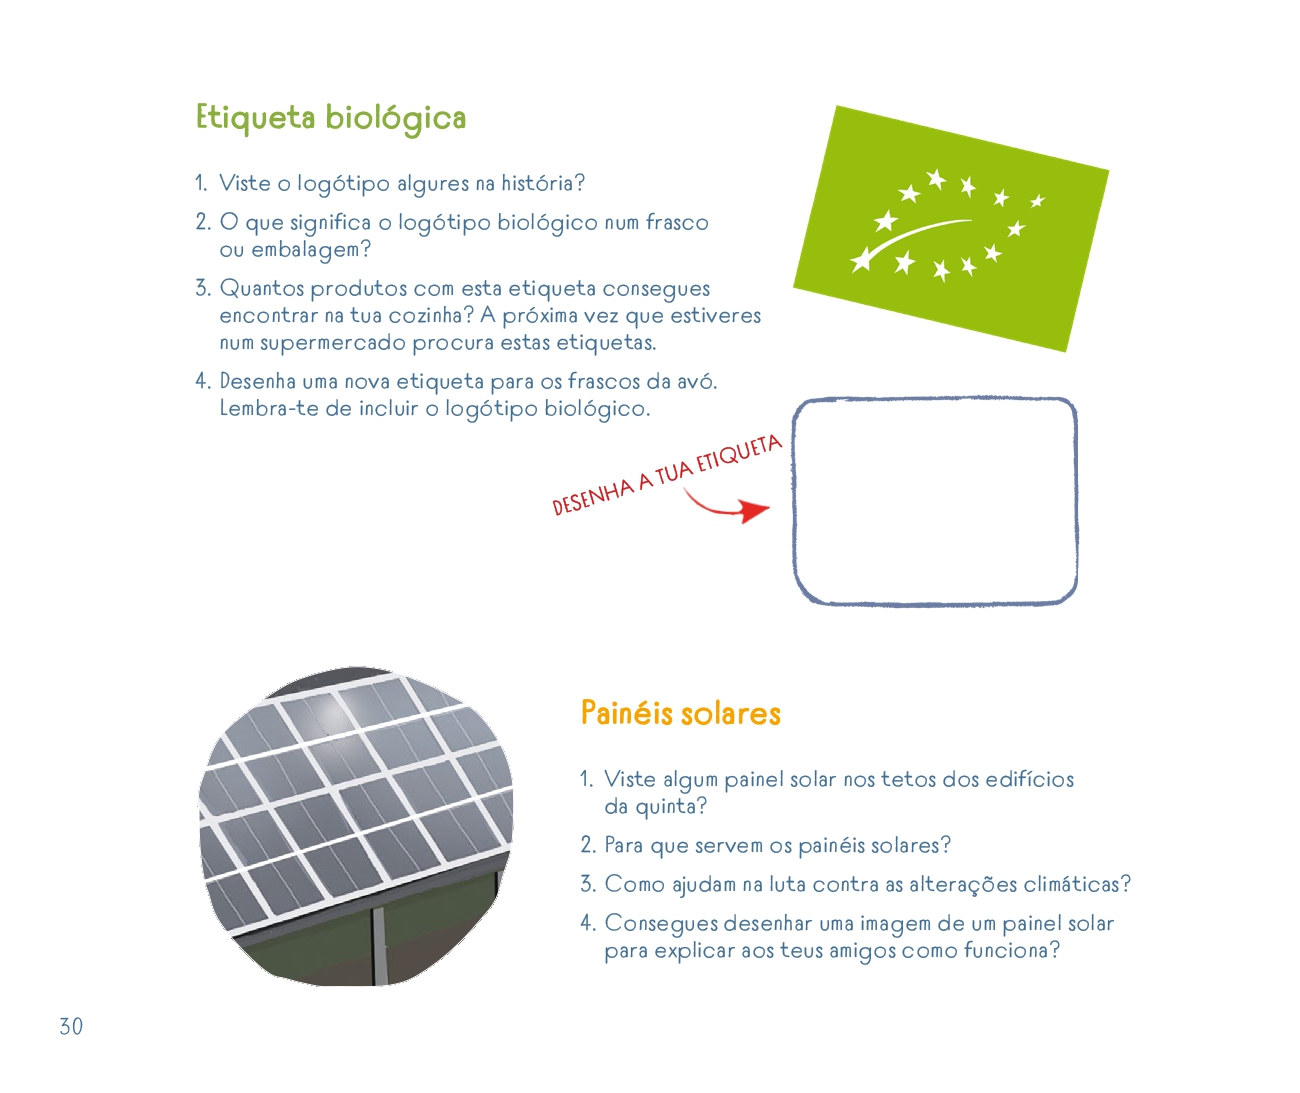 Etiqueta biológica
1. Viste o logótipo algures na história?
2. O que significa o logótipo biológico num frasco
ou embalagem?
3. Quantos produtos com esta etiqueta consegues
encontrar na tua cozinha? A próxima vez que estiveres
num supermercado procura estas etiquetas.
4. Desenha uma nova etiqueta para os frascos da avó.
Lembra-te de incluir o logótipo biológico.
DESENHA A TUA ETIQUETA
Painéis solares
1. Viste algum painel solar nos tetos dos edifícios
da quinta?
2. Para que servem os painéis solares?
3. Como ajudam na luta contra as alterações climáticas?
4. Consegues desenhar uma imagem de um painel solar
para explicar aos teus amigos como funciona?
30